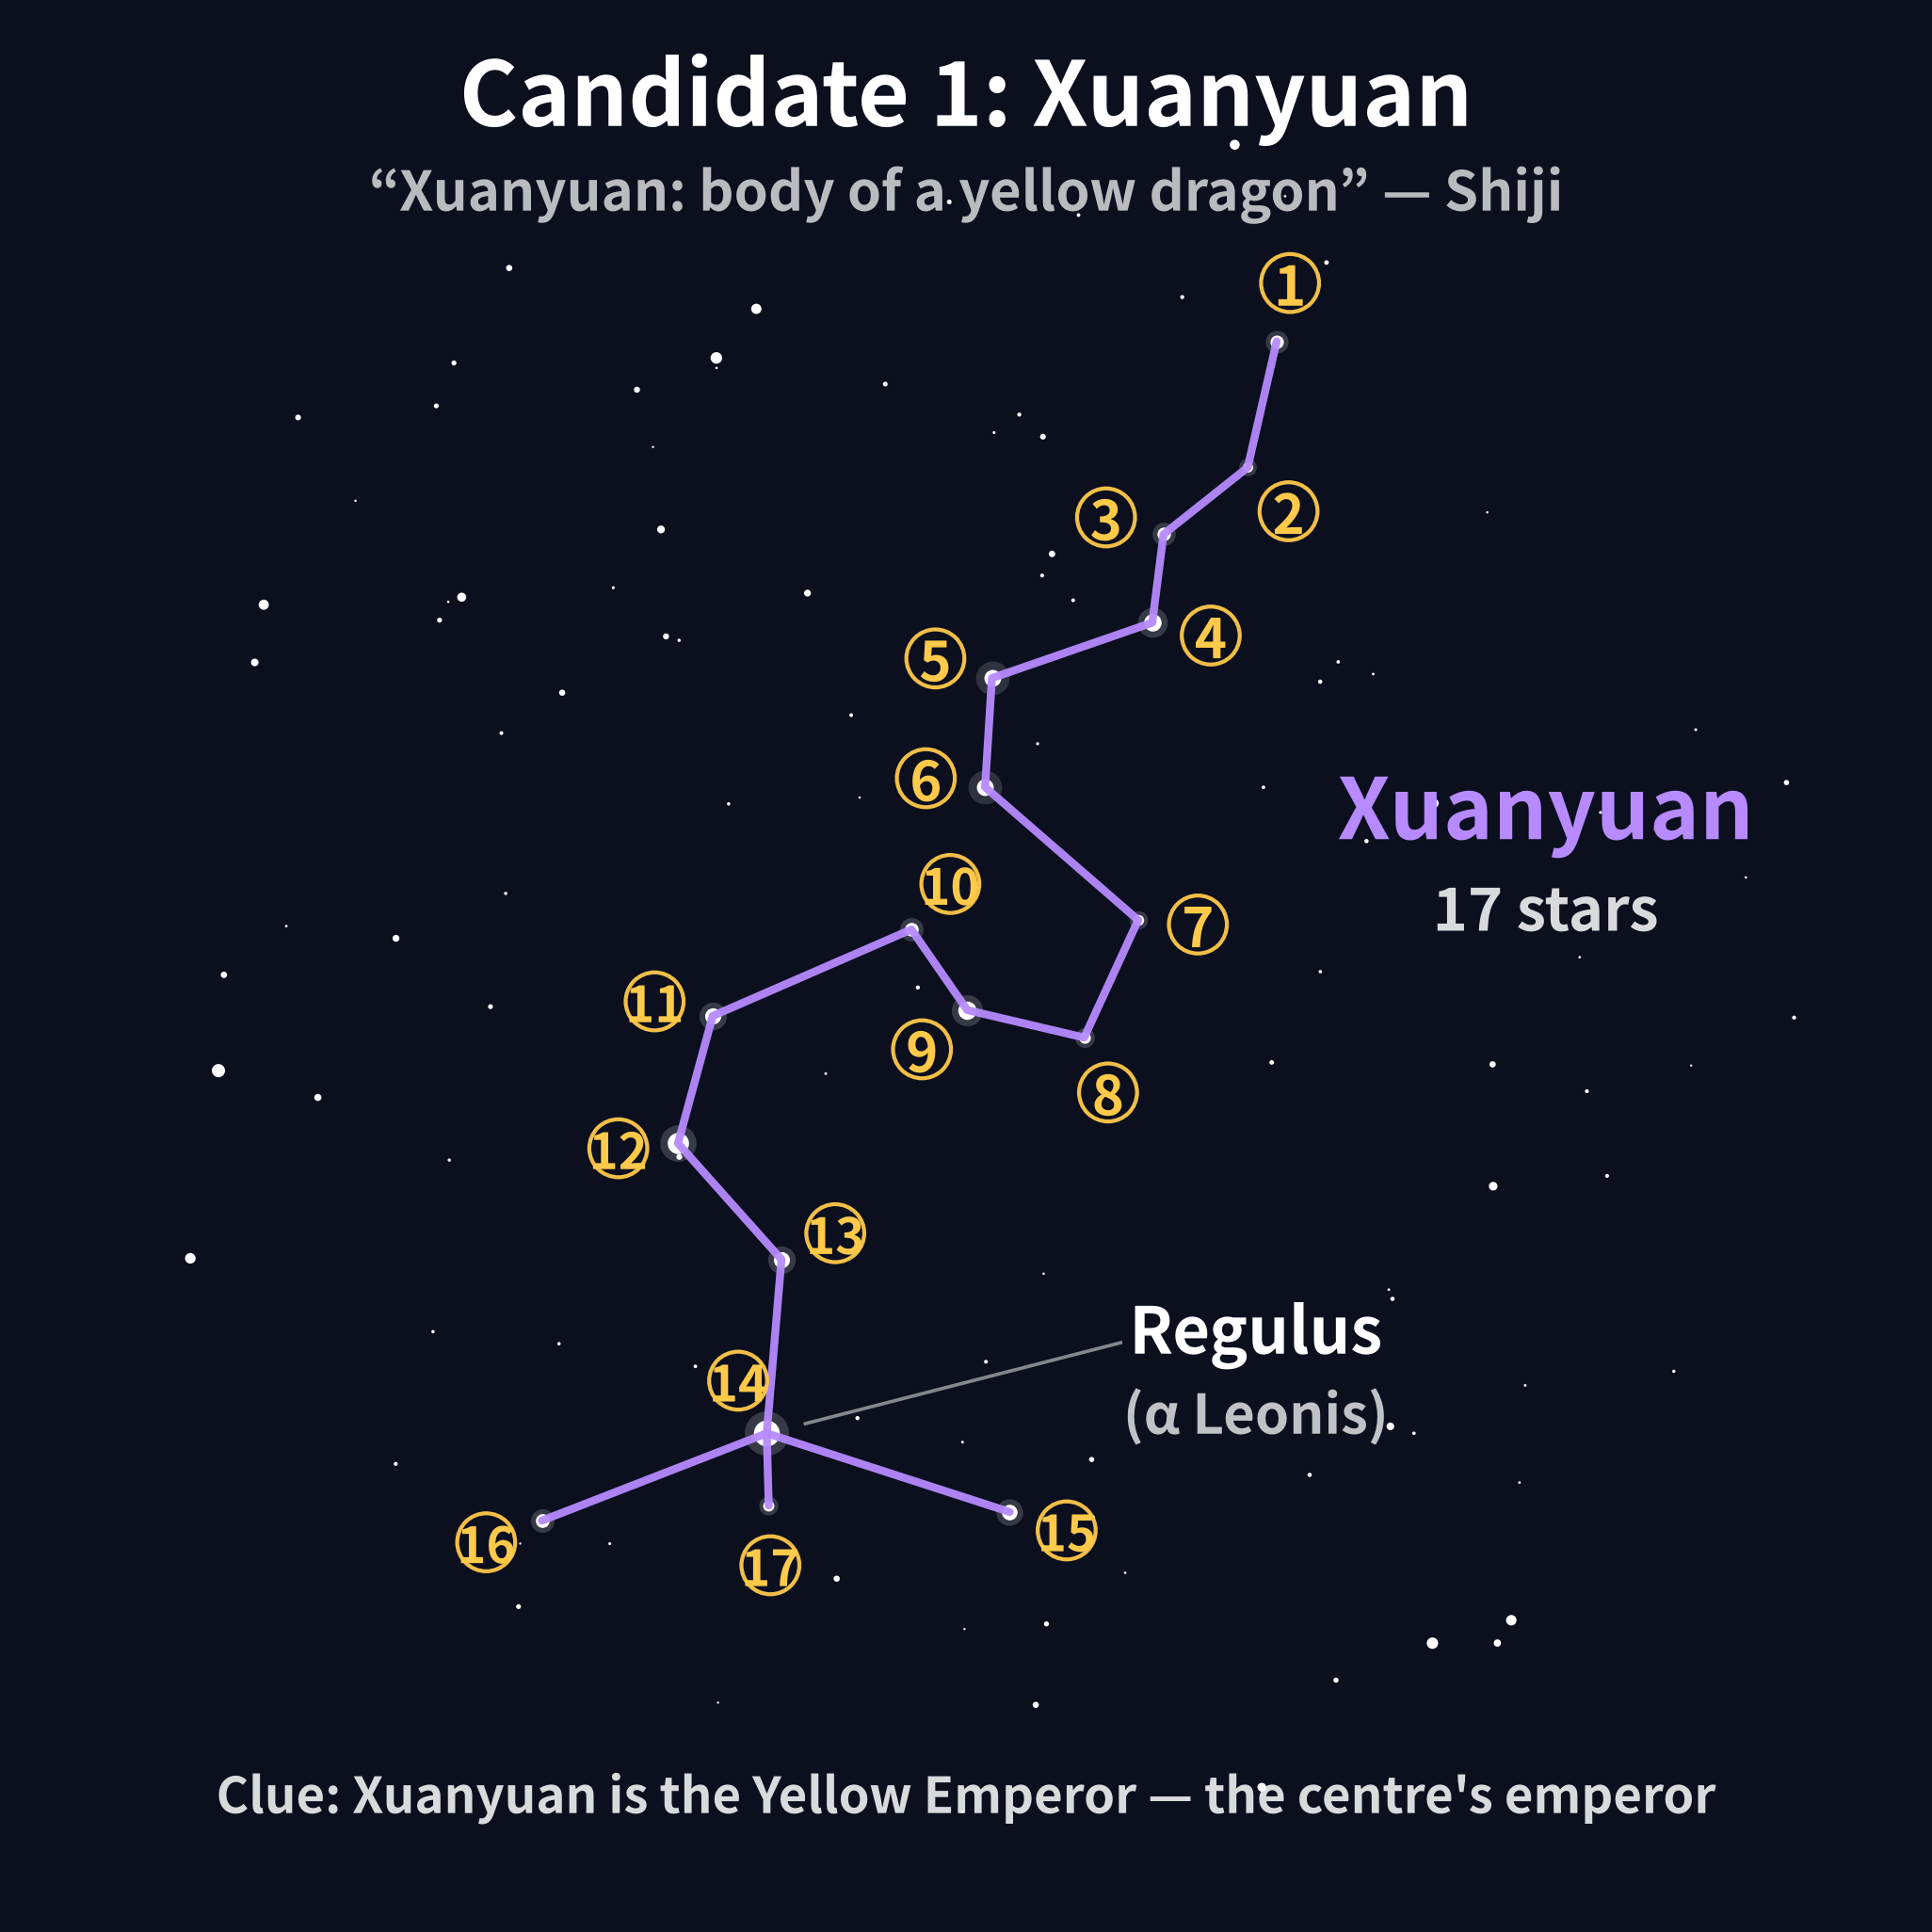 Candidate 1: Xuanyuan
“Xuanyuan: body of a yellow dragon” — Shiji
①
②
③
④
⑤
⑥
Xuanyuan
⑩
17 stars
⑦
⑪
⑨
⑧
⑫
⑬
Regulus
⑭
(α Leonis)
⑯
⑮
⑰
Clue: Xuanyuan is the Yellow Emperor — the centre's emperor